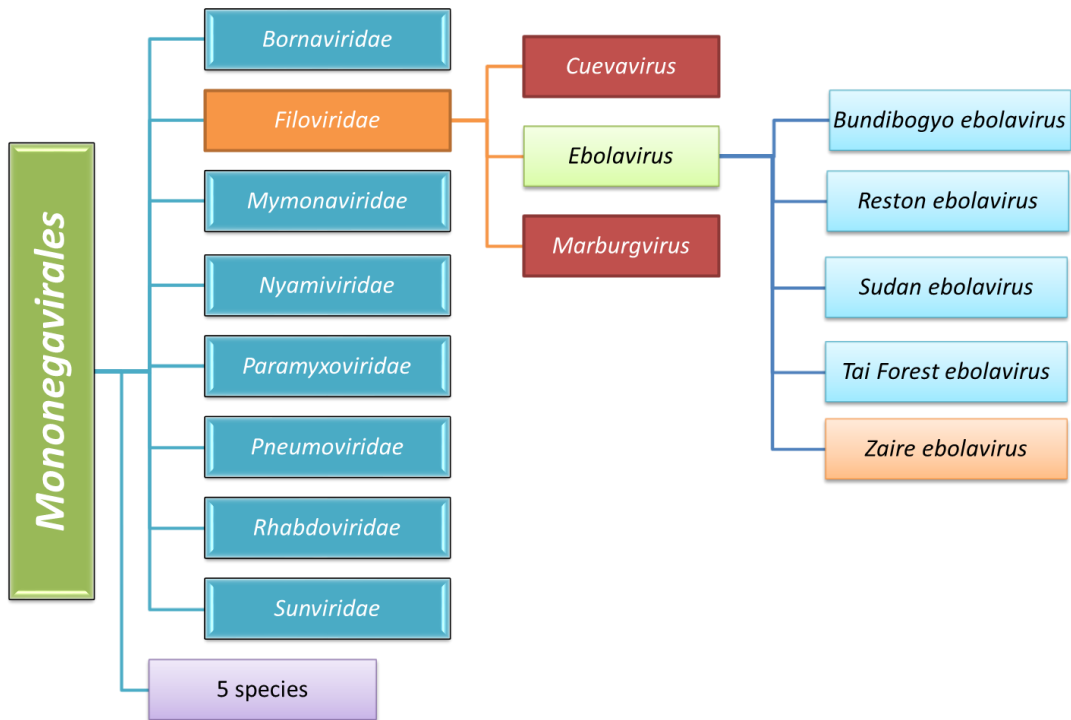 Mononegavirales
Bornaviridae
Filoviridae
Mymonaviridae
Nyamiviridae
Paramyxoviridae
Pneumoviridae
Rhabdoviridae
Sunviridae
5 species
Cuevavirus
Ebolavirus
Marburgvirus
Bundibogyo ebolavirus
Reston ebolavirus
Sudan ebolavirus
Tai Forest ebolavirus
Zaire ebolavirus